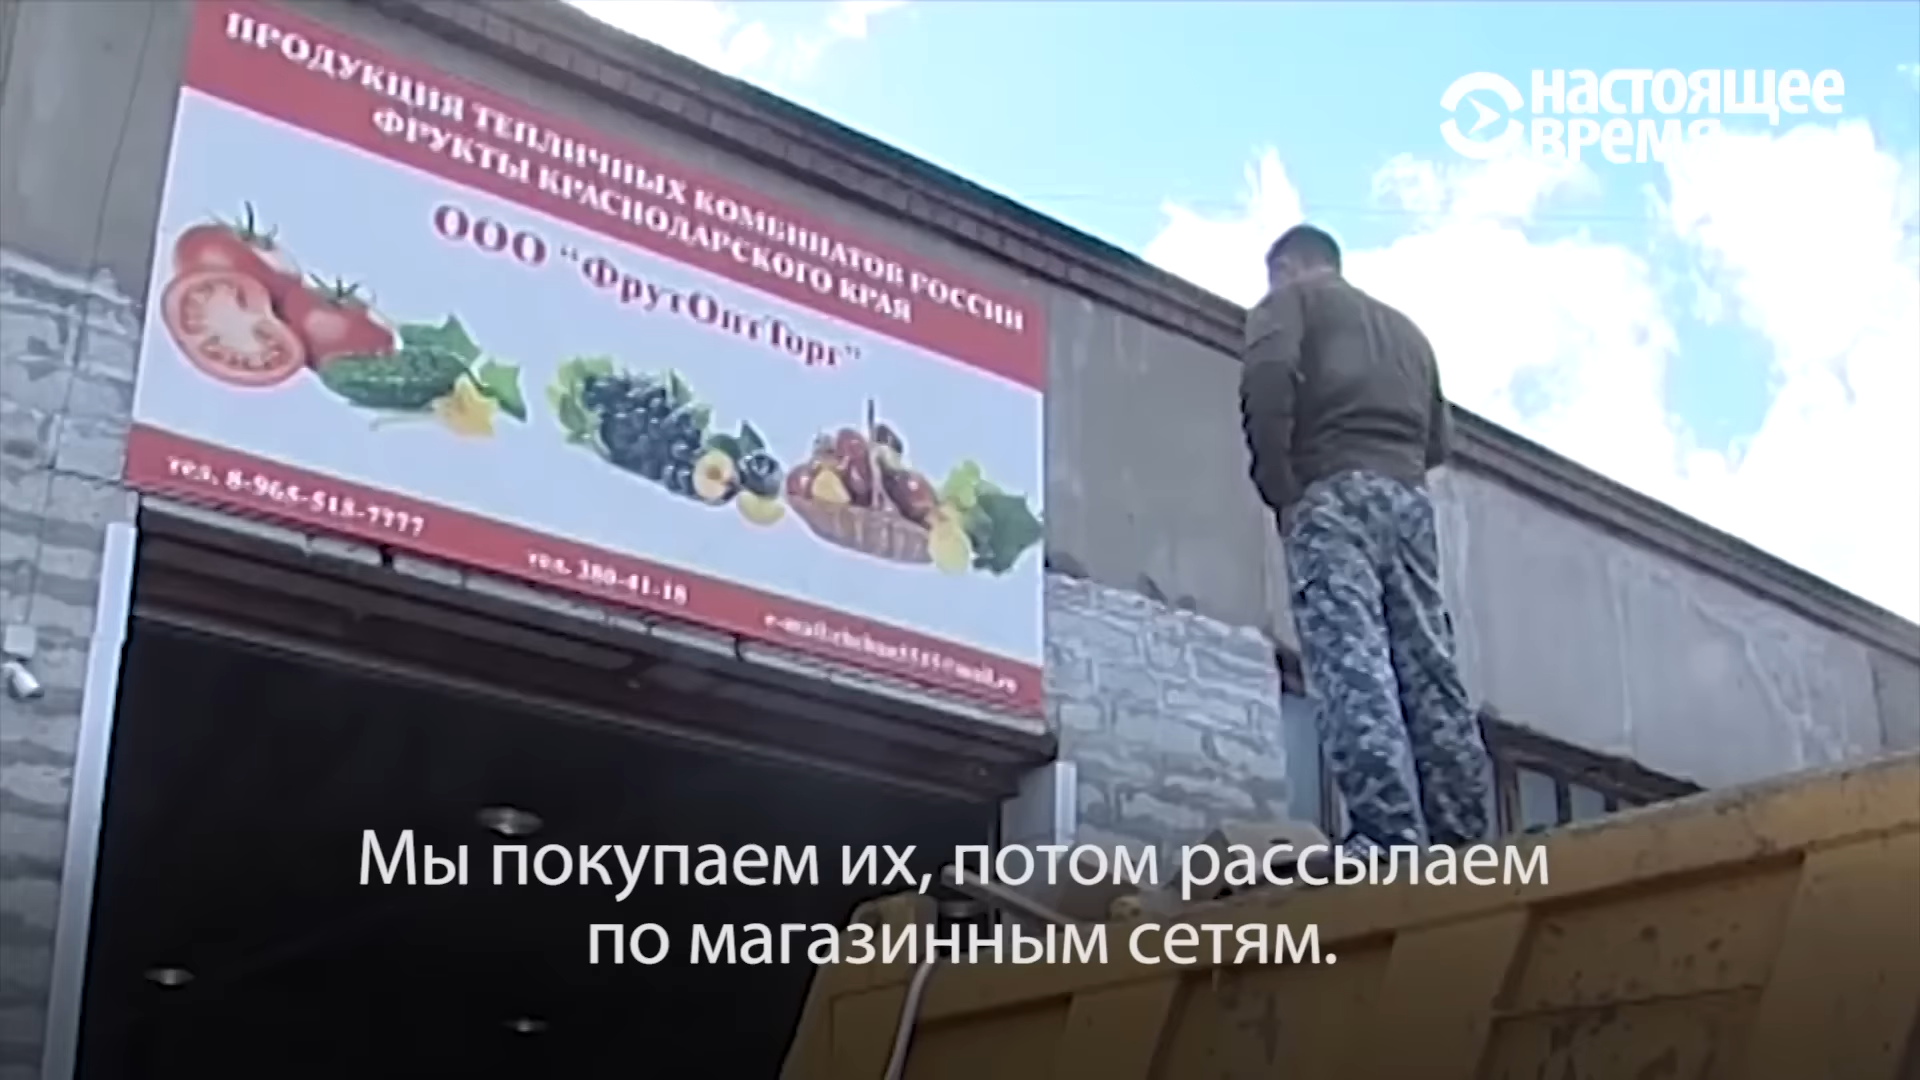 ПРОДУКЦИЯ ТЕПЛИЧНЫХ КОМБИНАТОВ РОССИИ
ФРУКТЫ КРАСНОДАРСКОГО КРАЯ
ООО "ФрутОптТорг"
тел. 8-965-518-7777
тел. 380-41-18
НАСТОЯЩЕЕ
ВРЕМЯ
Мы покупаем их, потом рассылаем
по магазинным сетям.